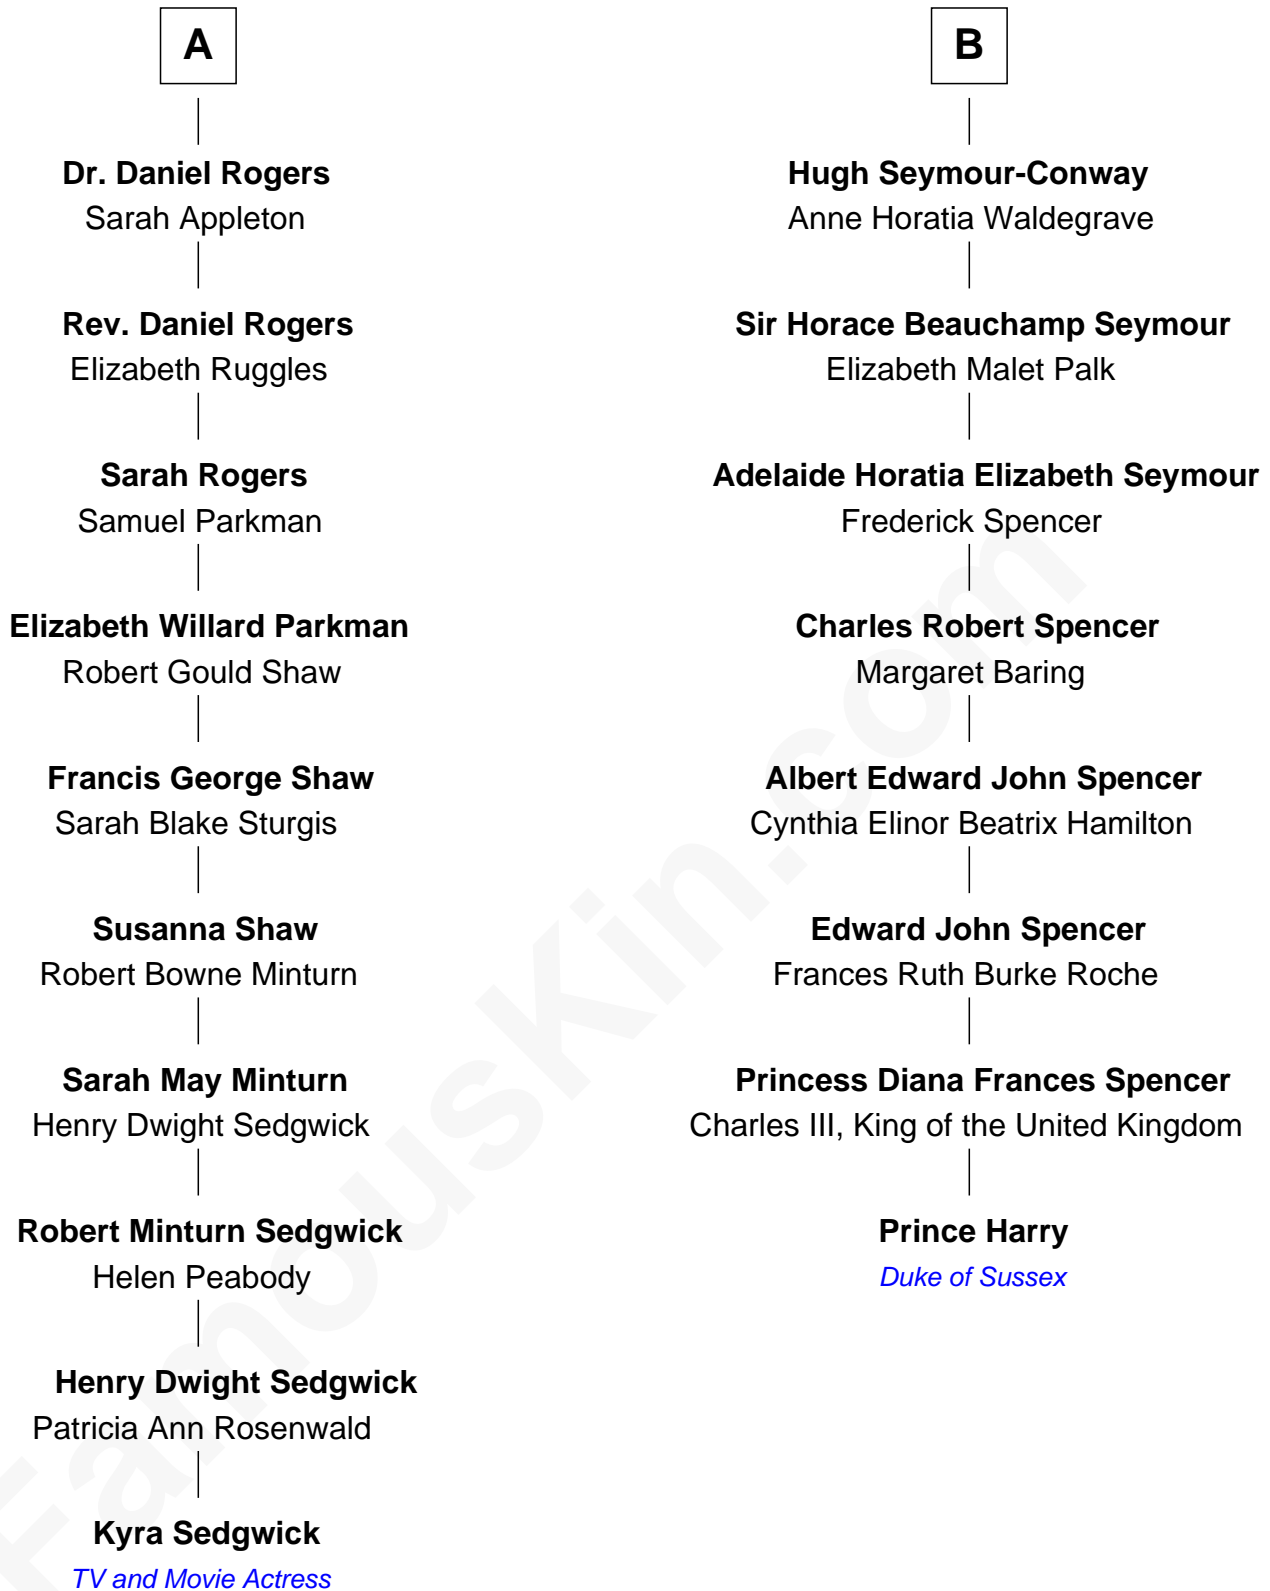 A
Dr. Daniel Rogers
Sarah Appleton
Rev. Daniel Rogers
Elizabeth Ruggles
Sarah Rogers
Samuel Parkman
Elizabeth Willard Parkman
Robert Gould Shaw
Francis George Shaw
Sarah Blake Sturgis
Susanna Shaw
Robert Bowne Minturn
Sarah May Minturn
Henry Dwight Sedgwick
Robert Minturn Sedgwick
Helen Peabody
Henry Dwight Sedgwick
Patricia Ann Rosenwald
Kyra Sedgwick
TV and Movie Actress
B
Hugh Seymour-Conway
Anne Horatia Waldegrave
Sir Horace Beauchamp Seymour
Elizabeth Malet Palk
Adelaide Horatia Elizabeth Seymour
Frederick Spencer
Charles Robert Spencer
Margaret Baring
Albert Edward John Spencer
Cynthia Elinor Beatrix Hamilton
Edward John Spencer
Frances Ruth Burke Roche
Princess Diana Frances Spencer
Charles III, King of the United Kingdom
Prince Harry
Duke of Sussex
FamousKin.com